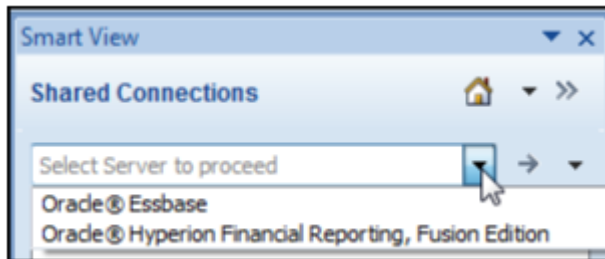 Smart View
Shared Connections
Select Server to proceed
Oracle® Essbase
Oracle® Hyperion Financial Reporting, Fusion Edition